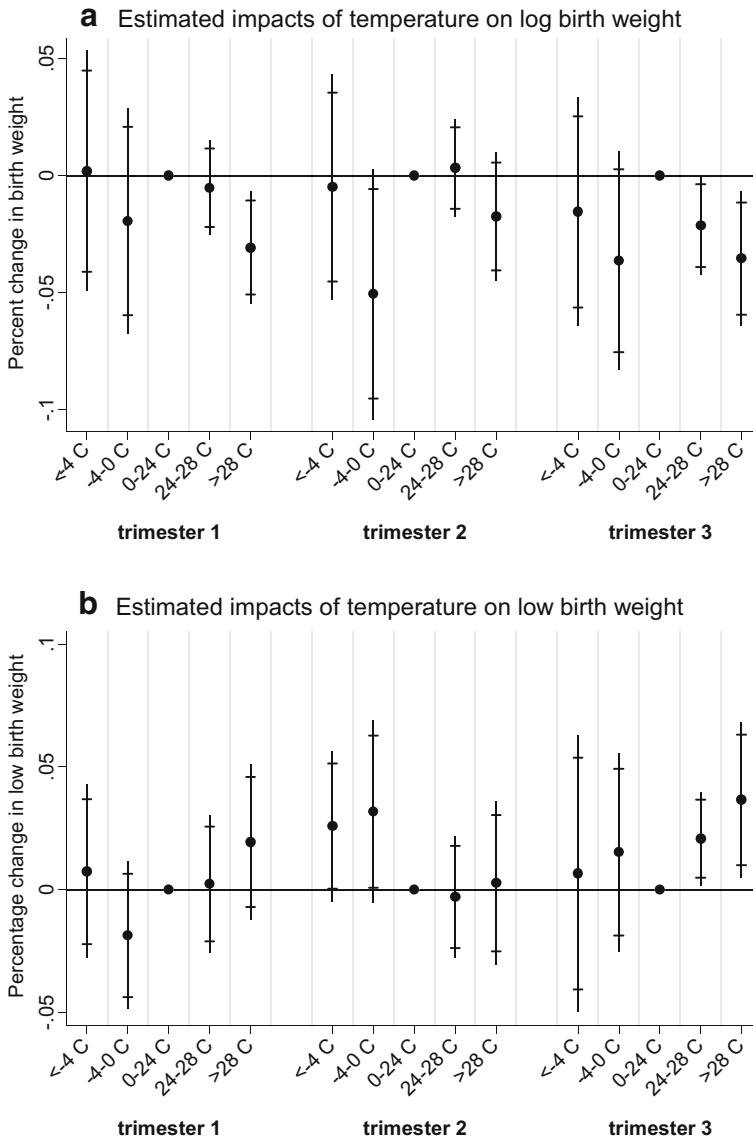 a Estimated impacts of temperature on log birth weight
Percent change in birth weight
.05
0
-.05
-.1
<-4 C
-4-0 C
0-24 C
24-28 C
>28 C
<-4 C
-4-0 C
0-24 C
24-28 C
>28 C
<-4 C
-4-0 C
0-24 C
24-28 C
>28 C
trimester 1
trimester 2
trimester 3
b Estimated impacts of temperature on low birth weight
Percentage change in low birth weight
.1
.05
0
-.05
<-4 C
-4-0 C
0-24 C
24-28 C
>28 C
<-4 C
-4-0 C
0-24 C
24-28 C
>28 C
<-4 C
-4-0 C
0-24 C
24-28 C
>28 C
trimester 1
trimester 2
trimester 3